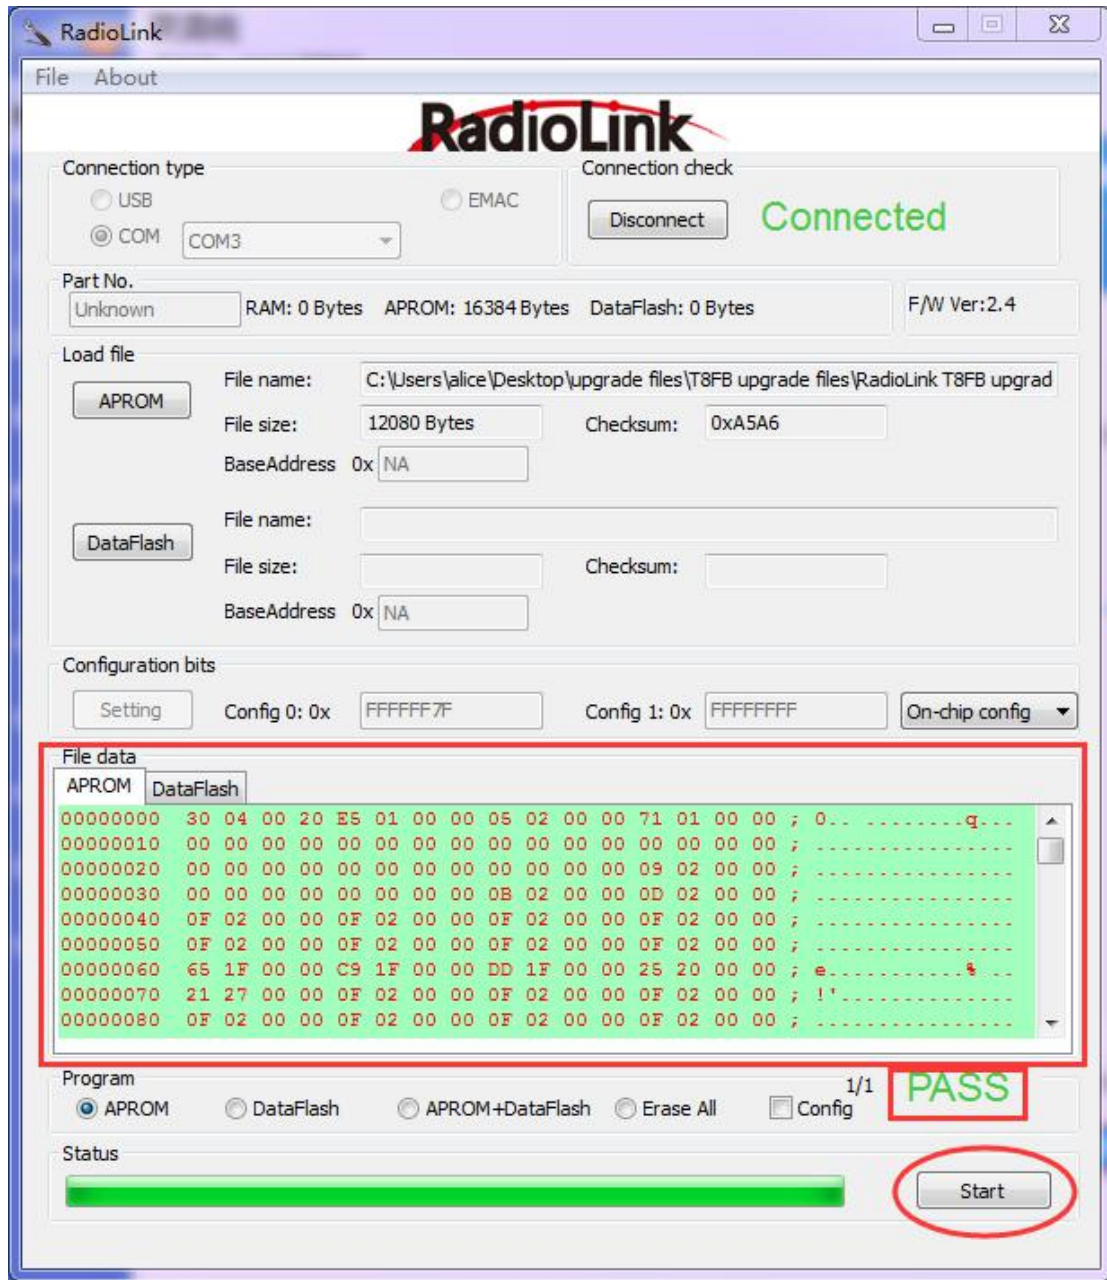 RadioLink
File About
RadioLink
Connection type
USB
EMAC
COM COM3
Connection check
Disconnect Connected
Part No.
Unknown RAM: 0 Bytes APROM: 16384 Bytes DataFlash: 0 Bytes F/W Ver:2.4
Load file
APROM
File name: C:\Users\alice\Desktop\upgrade files\T8FB upgrade files\RadioLink T8FB upgrad
File size: 12080 Bytes Checksum: 0xA5A6
BaseAddress 0x NA
DataFlash
File name:
File size: Checksum:
BaseAddress 0x NA
Configuration bits
Setting Config 0: 0x FFFFFF7F Config 1: 0x FFFFFFFF On-chip config
File data
APROM DataFlash
00000000 30 04 00 20 E5 01 00 00 05 02 00 00 71 01 00 00 ; 0.. ........q...
00000010 00 00 00 00 00 00 00 00 00 00 00 00 00 00 00 00 ; ................
00000020 00 00 00 00 00 00 00 00 00 00 00 00 09 02 00 00 ; ................
00000030 00 00 00 00 00 00 00 00 0B 02 00 00 0D 02 00 00 ; ................
00000040 0F 02 00 00 0F 02 00 00 0F 02 00 00 0F 02 00 00 ; ................
00000050 0F 02 00 00 0F 02 00 00 0F 02 00 00 0F 02 00 00 ; ................
00000060 65 1F 00 00 C9 1F 00 00 DD 1F 00 00 25 20 00 00 ; e...........% ..
00000070 21 27 00 00 0F 02 00 00 0F 02 00 00 0F 02 00 00 ; !'..............
00000080 0F 02 00 00 0F 02 00 00 0F 02 00 00 0F 02 00 00 ; ................
Program
APROM DataFlash APROM+DataFlash Erase All Config 1/1 PASS
Status
Start